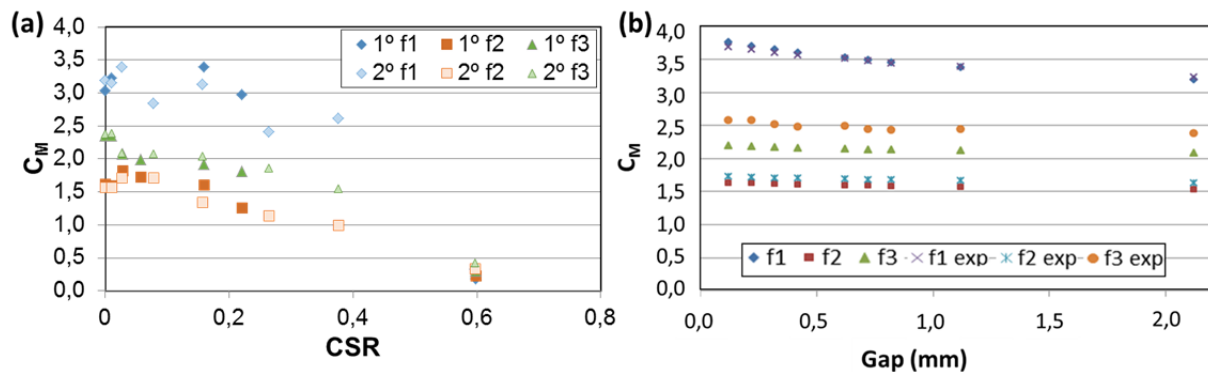 (a)
4,0
3,5
3,0
2,5
2,0
1,5
1,0
0,5
0,0
C_M
0 0,2 0,4 0,6 0,8
CSR
1º f1 1º f2 1º f3
2º f1 2º f2 2º f3
(b)
4,0
3,5
3,0
2,5
2,0
1,5
1,0
0,5
0,0
C_M
0,0 0,5 1,0 1,5 2,0
Gap (mm)
f1 f2 f3 f1 exp f2 exp f3 exp